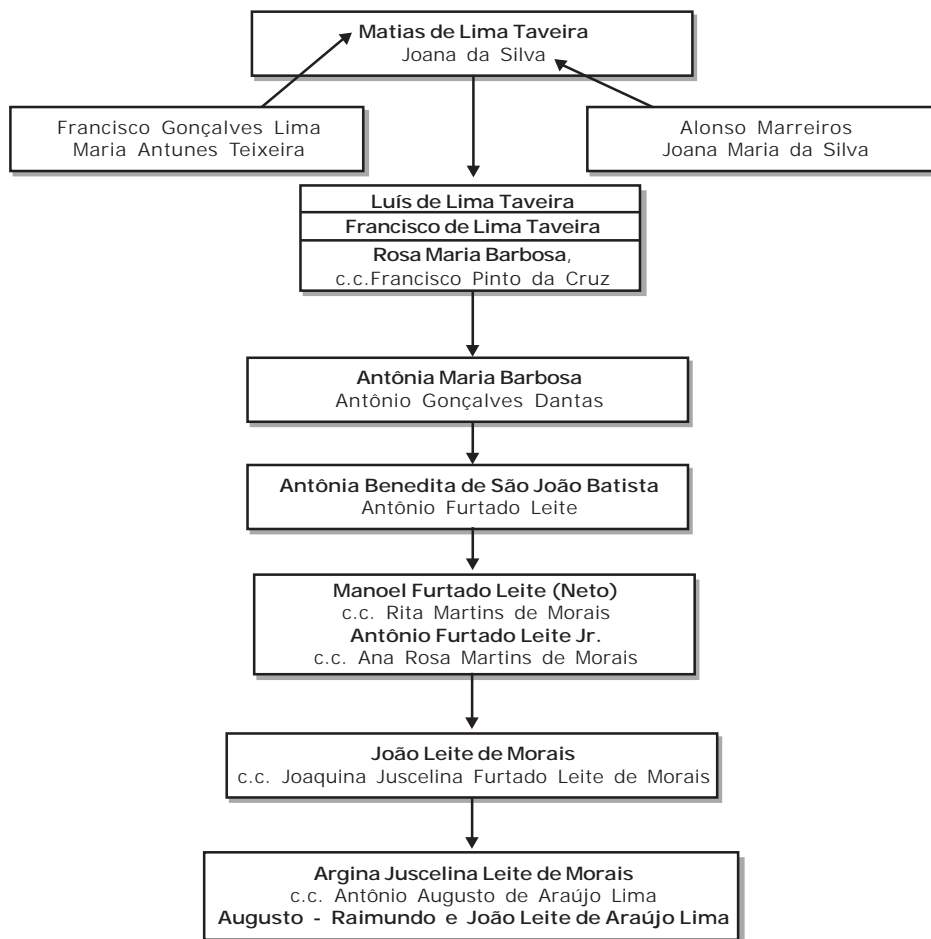 Matias de Lima Taveira
Joana da Silva
Francisco Gonçalves Lima
Maria Antunes Teixeira
Alonso Marreiros
Joana Maria da Silva
Luís de Lima Taveira
Francisco de Lima Taveira
Rosa Maria Barbosa,
c.c.Francisco Pinto da Cruz
Antônia Maria Barbosa
Antônio Gonçalves Dantas
Antônia Benedita de São João Batista
Antônio Furtado Leite
Manoel Furtado Leite (Neto)
c.c. Rita Martins de Morais
Antônio Furtado Leite Jr.
c.c. Ana Rosa Martins de Morais
João Leite de Morais
c.c. Joaquina Juscelina Furtado Leite de Morais
Argina Juscelina Leite de Morais
c.c. Antônio Augusto de Araújo Lima
Augusto - Raimundo e João Leite de Araújo Lima